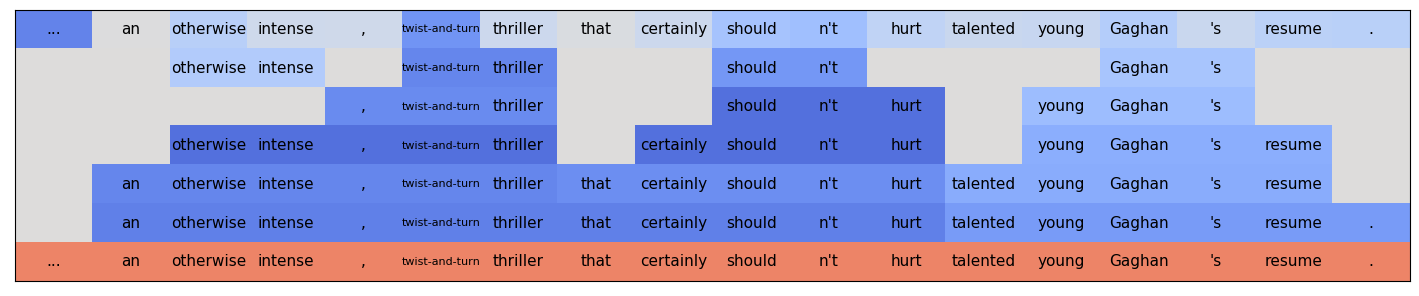 ... an otherwise intense , twist-and-turn thriller that certainly should n't hurt talented young Gaghan 's resume .
otherwise intense twist-and-turn thriller should n't Gaghan 's
, twist-and-turn thriller should n't hurt young Gaghan 's
otherwise intense , twist-and-turn thriller certainly should n't hurt young Gaghan 's resume
an otherwise intense , twist-and-turn thriller that certainly should n't hurt talented young Gaghan 's resume
an otherwise intense , twist-and-turn thriller that certainly should n't hurt talented young Gaghan 's resume .
... an otherwise intense , twist-and-turn thriller that certainly should n't hurt talented young Gaghan 's resume .